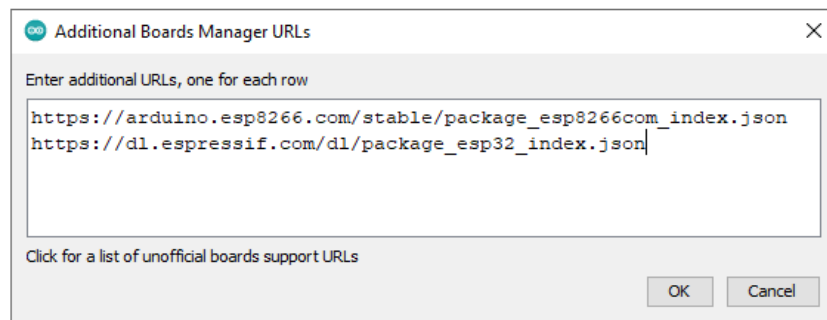 Additional Boards Manager URLs
Enter additional URLs, one for each row
https://arduino.esp8266.com/stable/package_esp8266com_index.json
https://dl.espressif.com/dl/package_esp32_index.json
Click for a list of unofficial boards support URLs
OK Cancel